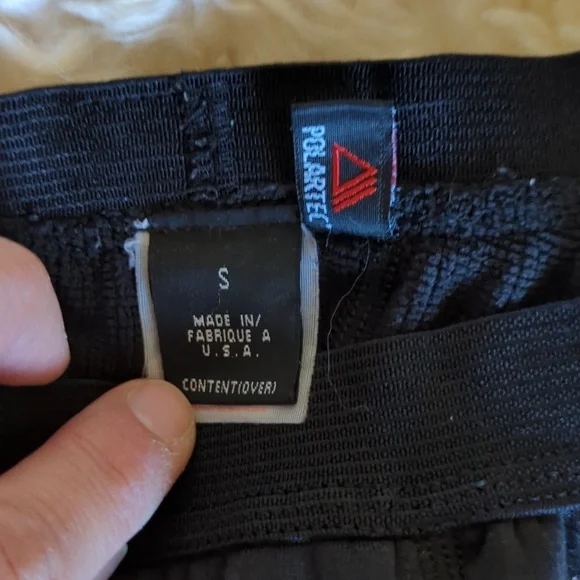 POLARTEC
S
MADE IN/
FABRIQUE A
U.S.A.
CONTENT(OVER)